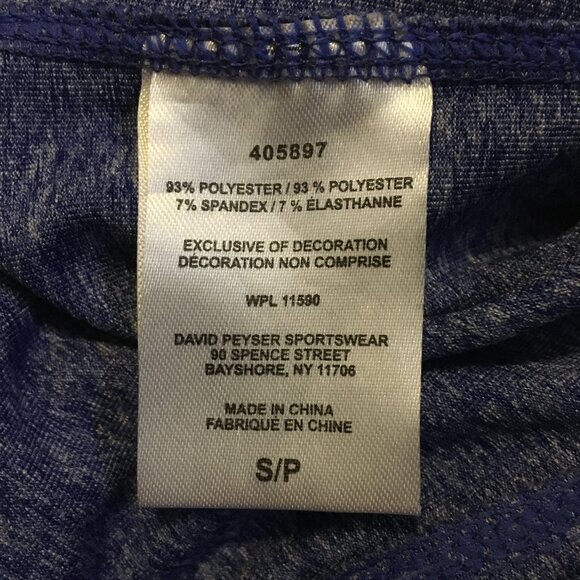 405897
93% POLYESTER / 93 % POLYESTER
7% SPANDEX / 7 % ÉLASTHANNE
EXCLUSIVE OF DECORATION
DÉCORATION NON COMPRISE
WPL 11590
DAVID PEYSER SPORTSWEAR
90 SPENCE STREET
BAYSHORE, NY 11706
MADE IN CHINA
FABRIQUÉ EN CHINE
S/P